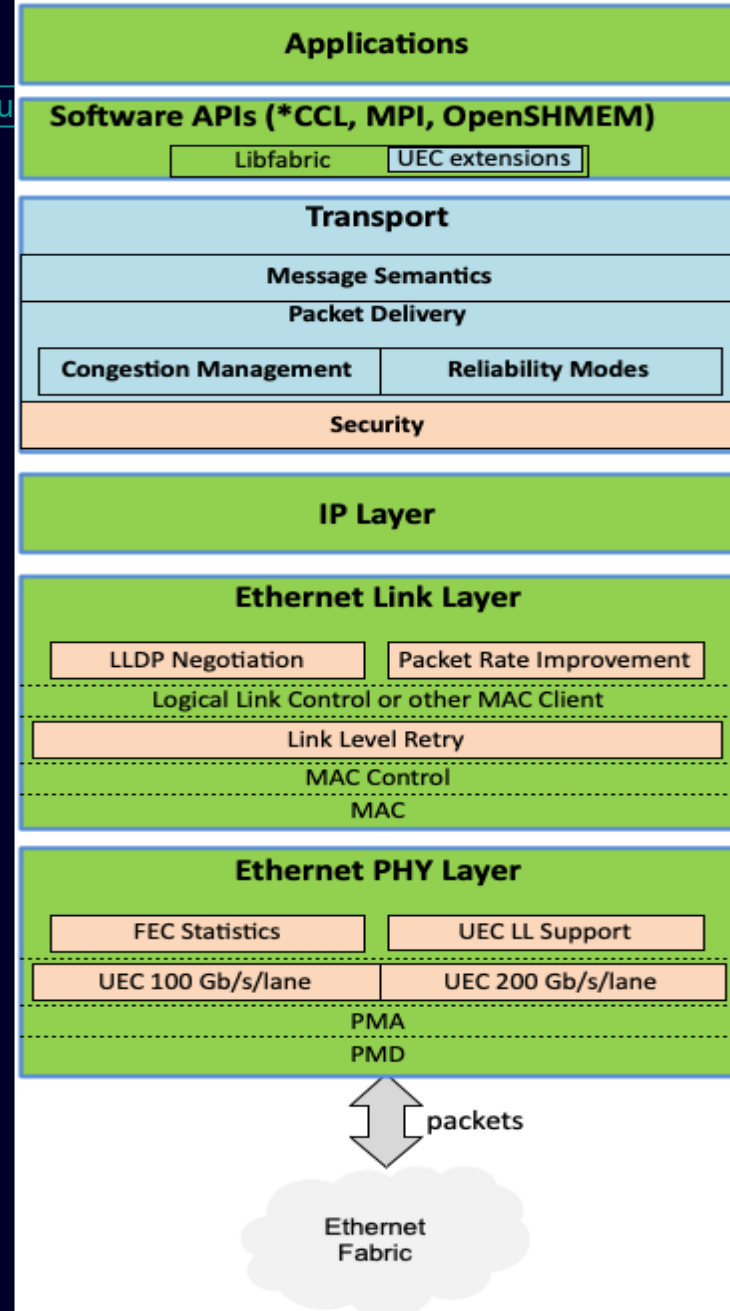 Applications
u
Software APIs (*CCL, MPI, OpenSHMEM)
Libfabric UEC extensions
Transport
Message Semantics
Packet Delivery
Congestion Management Reliability Modes
Security
IP Layer
Ethernet Link Layer
LLDP Negotiation Packet Rate Improvement
Logical Link Control or other MAC Client
Link Level Retry
MAC Control
MAC
Ethernet PHY Layer
FEC Statistics UEC LL Support
UEC 100 Gb/s/lane UEC 200 Gb/s/lane
PMA
PMD
packets
Ethernet
Fabric